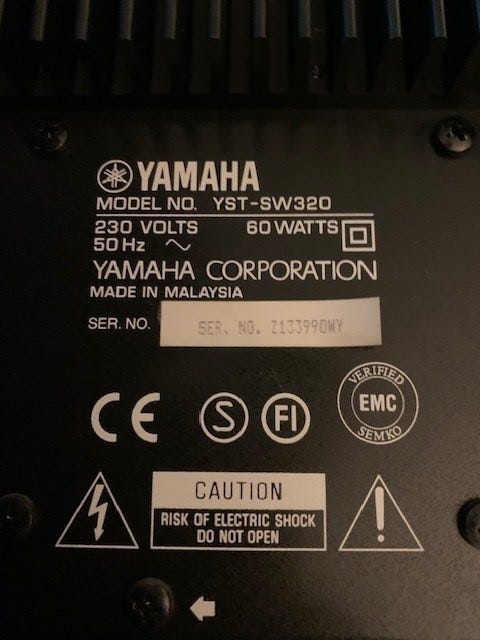 YAMAHA
MODEL NO. YST-SW320
230 VOLTS 60 WATTS
50 Hz ~
YAMAHA CORPORATION
MADE IN MALAYSIA
SER. NO. SER. NO. Z133990WY
CE S FI VERIFIED EMC SEMKO
CAUTION
RISK OF ELECTRIC SHOCK
DO NOT OPEN